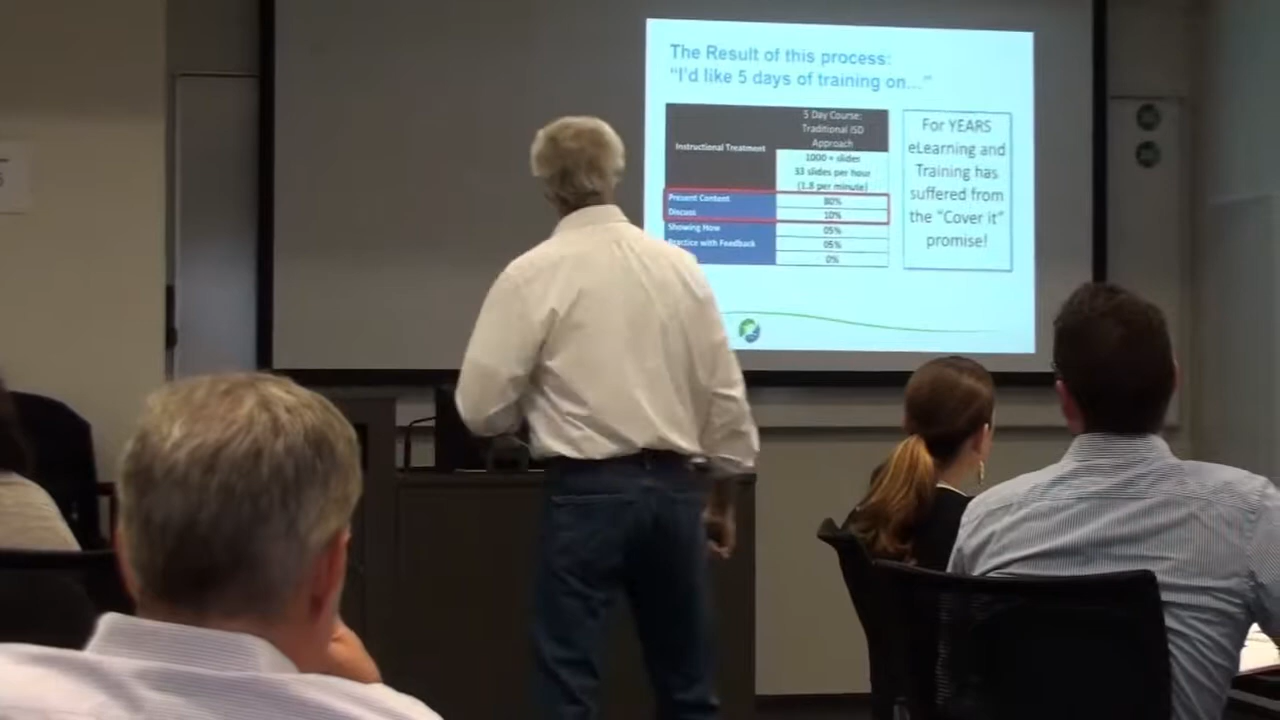 The Result of this process:
"I'd like 5 days of training on..."
5 Day Course:
Traditional ISD
Approach
Instructional Treatment
1000 + slides
33 slides per hour
(1.8 per minute)
Present Content 80%
Discuss 10%
Showing How 05%
Practice with Feedback 05%
0%
For YEARS
eLearning and
Training has
suffered from
the "Cover it"
promise!